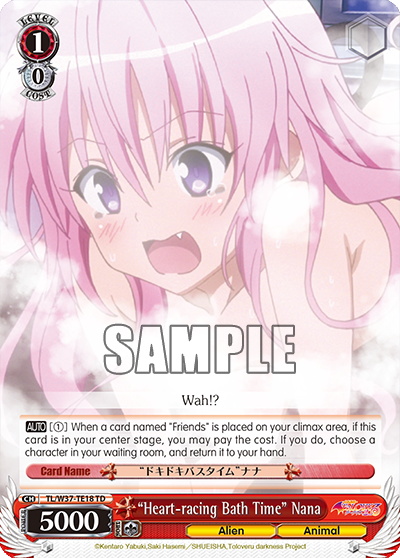 LEVEL
1
0
COST
SAMPLE
Wah!?
AUTO [①] When a card named "Friends" is placed on your climax area, if this
card is in your center stage, you may pay the cost. If you do, choose a
character in your waiting room, and return it to your hand.
Card Name "ドキドキバスタイム" ナナ
CH TL/W37-TE18 TD
"Heart-racing Bath Time" Nana
POWER 5000 SOUL Alien Animal
©Kentaro Yabuki,Saki Hasemi／SHUEISHA,Toloveru darkness Project